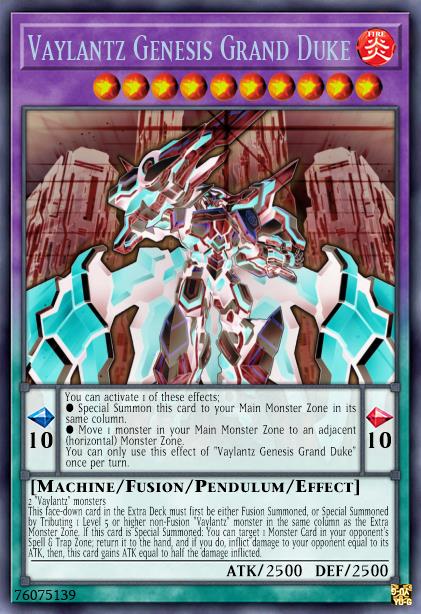 VAYLANTZ GENESIS GRAND DUKE
FIRE
炎
You can activate 1 of these effects;
● Special Summon this card to your Main Monster Zone in its
same column.
● Move 1 monster in your Main Monster Zone to an adjacent
(horizontal) Monster Zone.
You can only use this effect of "Vaylantz Genesis Grand Duke"
once per turn.
10
10
[MACHINE/FUSION/PENDULUM/EFFECT]
2 "Vaylantz" monsters
This face-down card in the Extra Deck must first be either Fusion Summoned, or Special Summoned
by Tributing 1 Level 5 or higher non-Fusion "Vaylantz" monster in the same column as the Extra
Monster Zone. If this card is Special Summoned: You can target 1 Monster Card in your opponent's
Spell & Trap Zone; return it to the hand, and if you do, inflict damage to your opponent equal to its
ATK, then, this card gains ATK equal to half the damage inflicted.
ATK/2500 DEF/2500
76075139